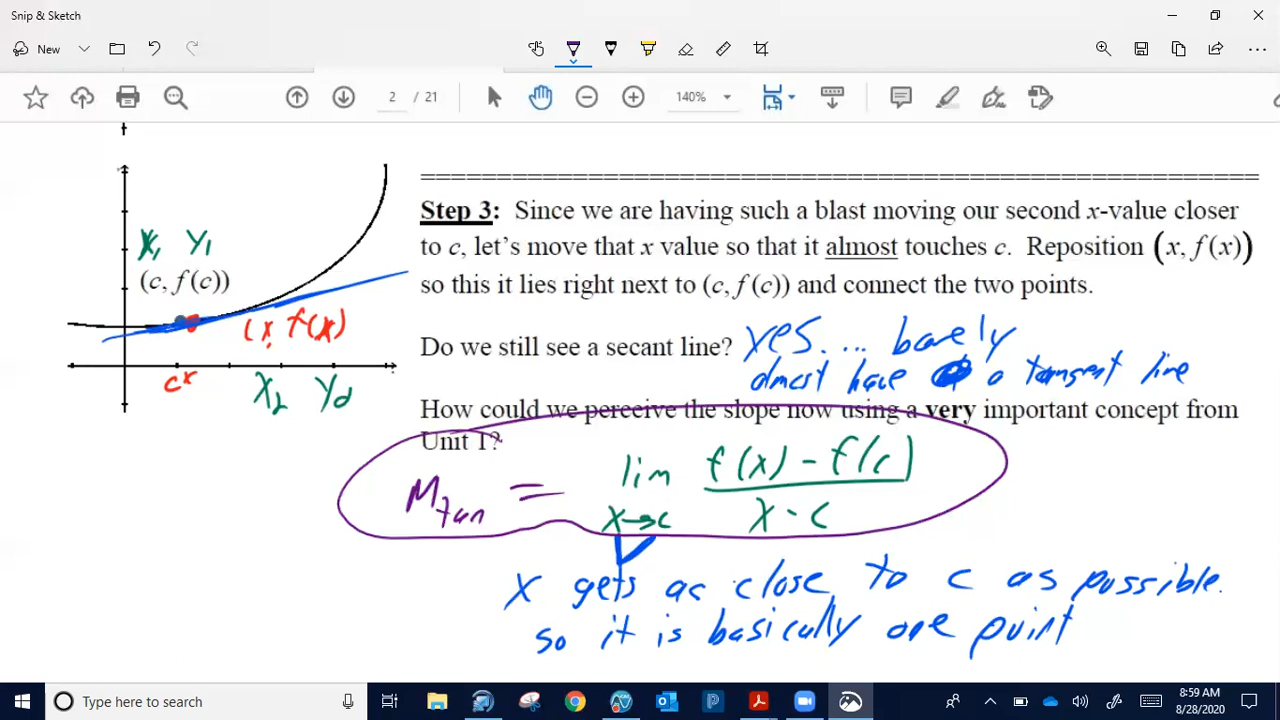 Snip & Sketch
New
2 / 21
140%
x₁ y₁
(c, f(c))
(x, f(x))
c x
x₂ y₂
================================================================
Step 3: Since we are having such a blast moving our second x-value closer
to c, let's move that x value so that it almost touches c. Reposition (x, f(x))
so this it lies right next to (c, f(c)) and connect the two points.
Do we still see a secant line? yes.... barely
almost have a tangent line
How could we perceive the slope now using a very important concept from
Unit 1?
M tan = lim x→c f(x) - f(c) / x - c
x gets as close to c as possible.
so it is basically one point
Type here to search
8:59 AM
8/28/2020